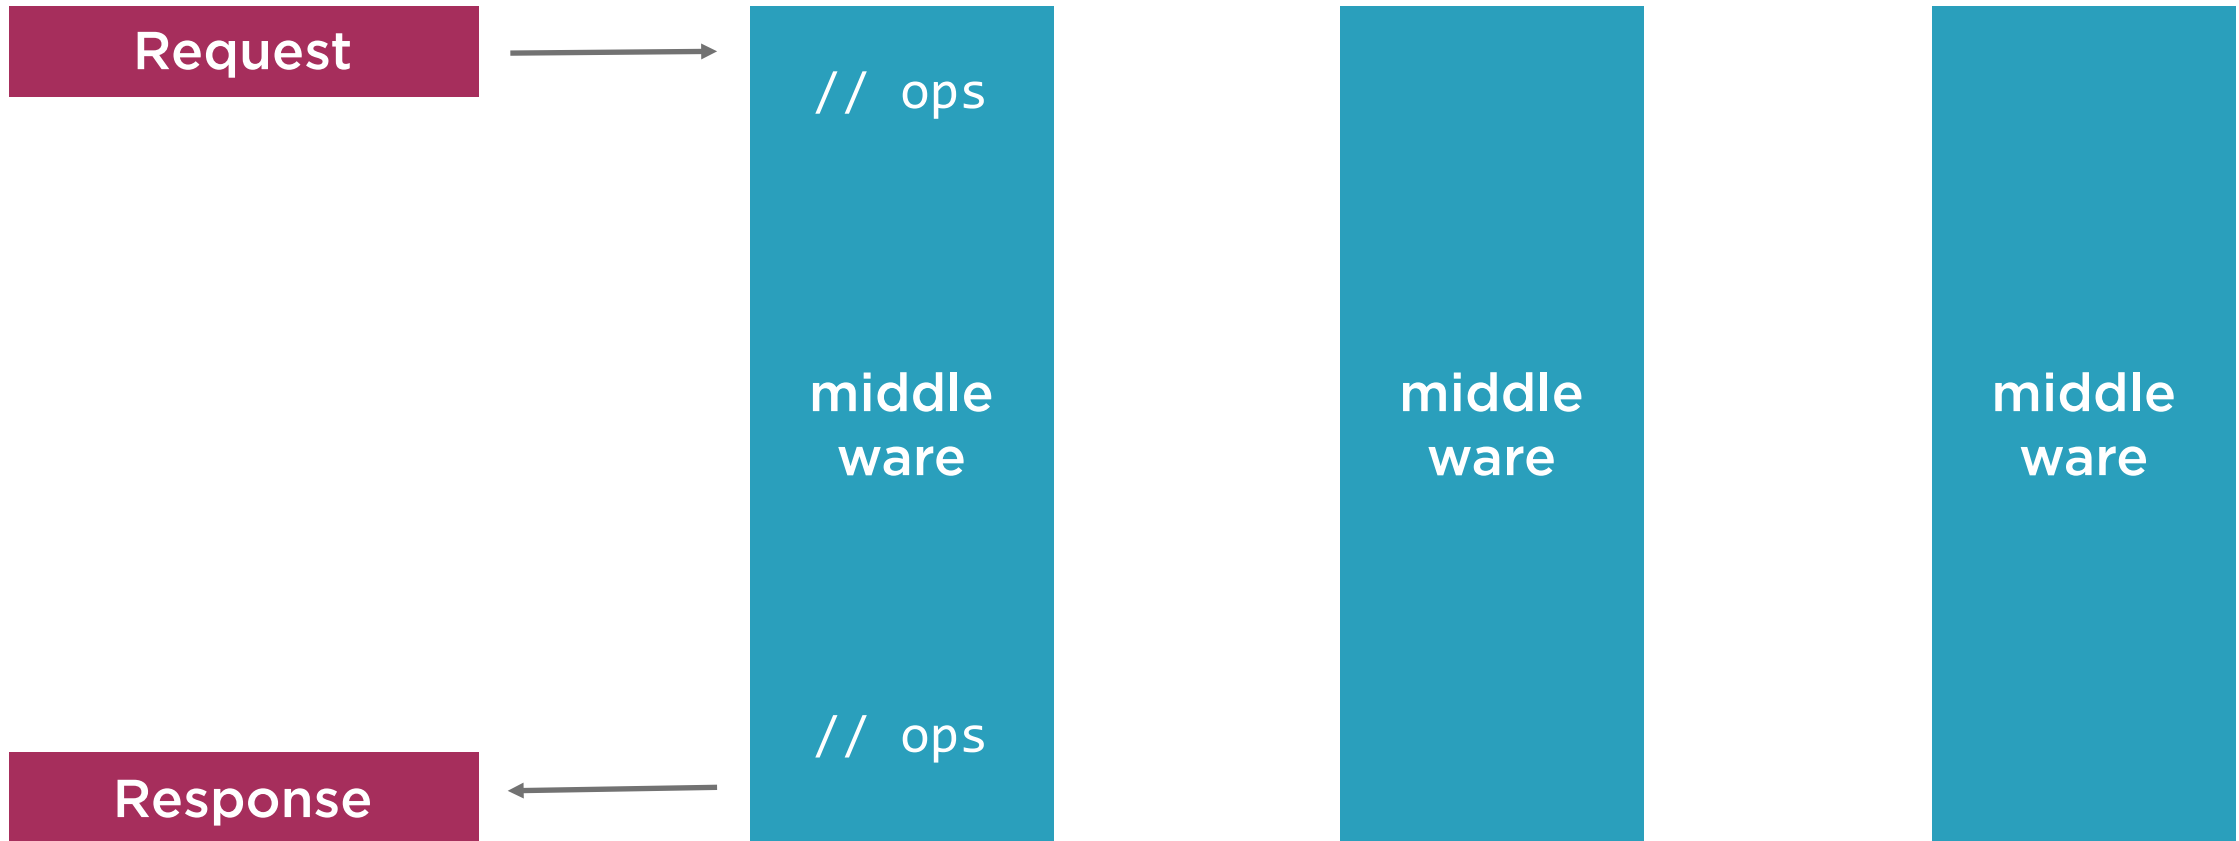 Request
// ops
middle
ware
// ops
middle
ware
middle
ware
Response